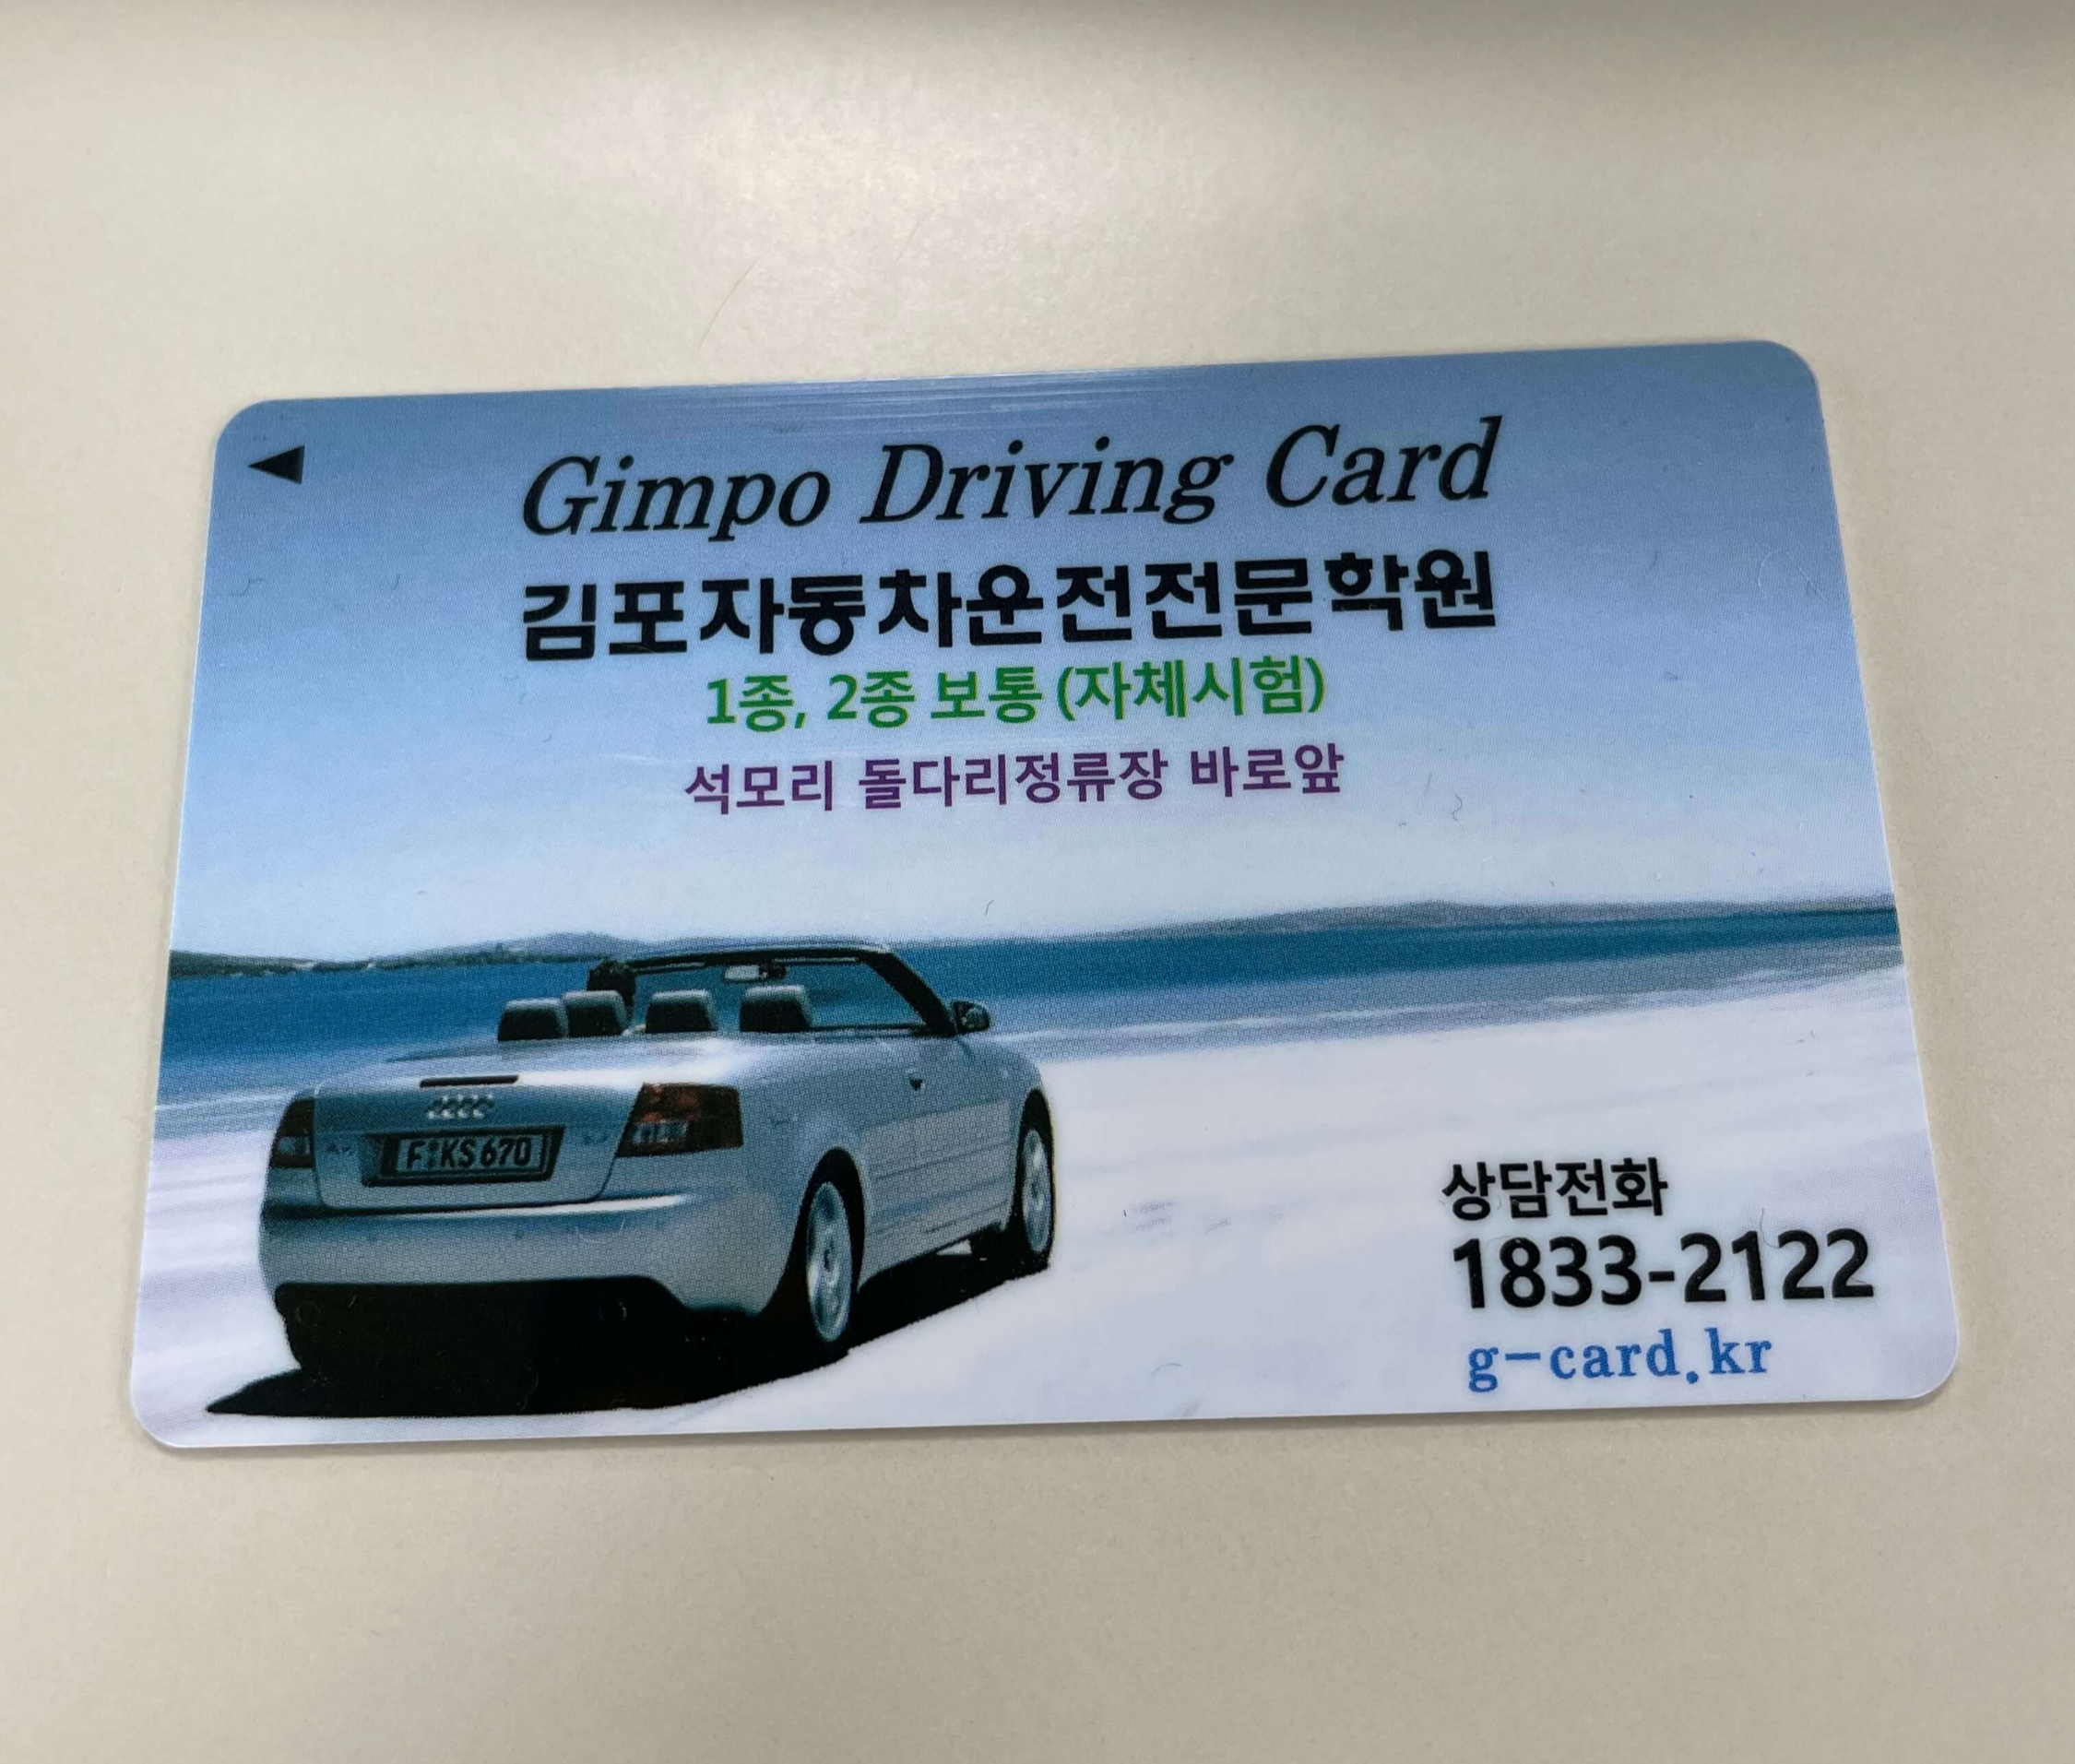 Gimpo Driving Card
김포자동차운전전문학원
1종, 2종 보통(자체시험)
석모리 돌다리정류장 바로앞
F KS 670
상담전화
1833-2122
g-card.kr